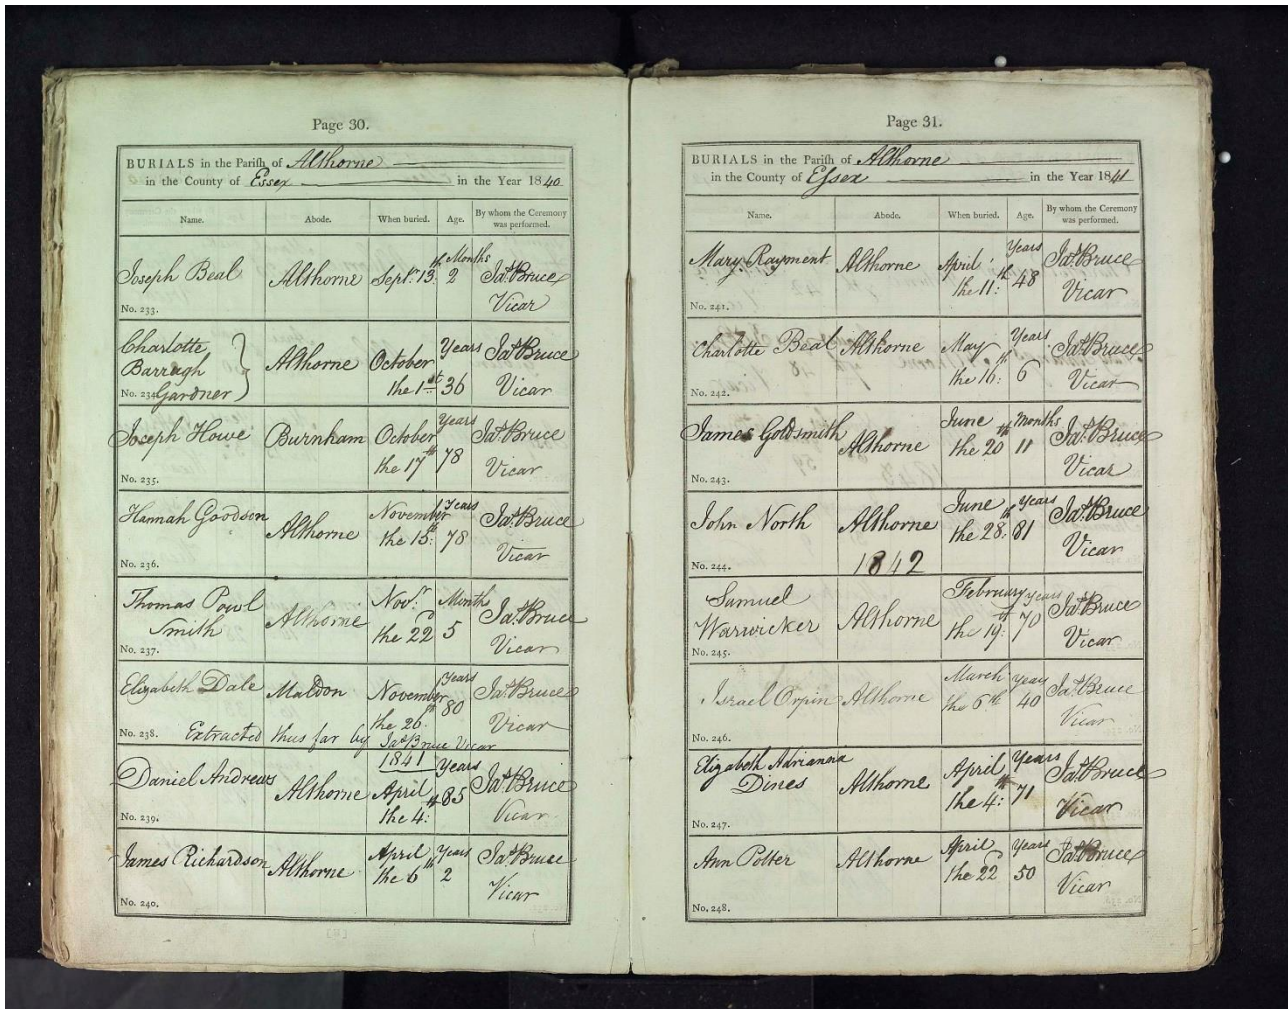 Page 30.
BURIALS in the Parish of Althorne
in the County of Essex in the Year 1840
Name. Abode. When buried. Age. By whom the Ceremony was performed.
Joseph Beal Althorne Septr. 13th 2 Months Jas. Bruce Vicar
No. 233.
Charlotte Barragh Gardner Althorne October the 1st Years 36 Jas. Bruce Vicar
No. 234.
Joseph Howe Burnham October the 17th Years 78 Jas. Bruce Vicar
No. 235.
Hannah Goodson Althorne November the 15th Years 78 Jas. Bruce Vicar
No. 236.
Thomas Powl Smith Althorne Novr. the 22d Month 5 Jas. Bruce Vicar
No. 237.
Elizabeth Dale Maldon November the 26th Years 80 Jas. Bruce Vicar
No. 238. Extracted thus far by Jas. Bruce Vicar
1841
Daniel Andrews Althorne April the 4th Years 85 Jas. Bruce Vicar
No. 239.
James Richardson Althorne April the 6th Years 2 Jas. Bruce Vicar
No. 240.
Page 31.
BURIALS in the Parish of Althorne
in the County of Essex in the Year 1841
Name. Abode. When buried. Age. By whom the Ceremony was performed.
Mary Rayment Althorne April the 11th Years 48 Jas. Bruce Vicar
No. 241.
Charlotte Beal Althorne May the 16th Years 6 Jas. Bruce Vicar
No. 242.
James Goldsmith Althorne June the 20th Months 11 Jas. Bruce Vicar
No. 243.
John North Althorne June the 28th Years 81 Jas. Bruce Vicar
No. 244.
1842
Samuel Warwicker Althorne February the 19th Years 70 Jas. Bruce Vicar
No. 245.
Israel Orpin Althorne March the 6th Years 40 Jas. Bruce Vicar
No. 246.
Elizabeth Adrianna Dines Althorne April the 4th Years 71 Jas. Bruce Vicar
No. 247.
Ann Potter Althorne April the 22d Years 50 Jas. Bruce Vicar
No. 248.